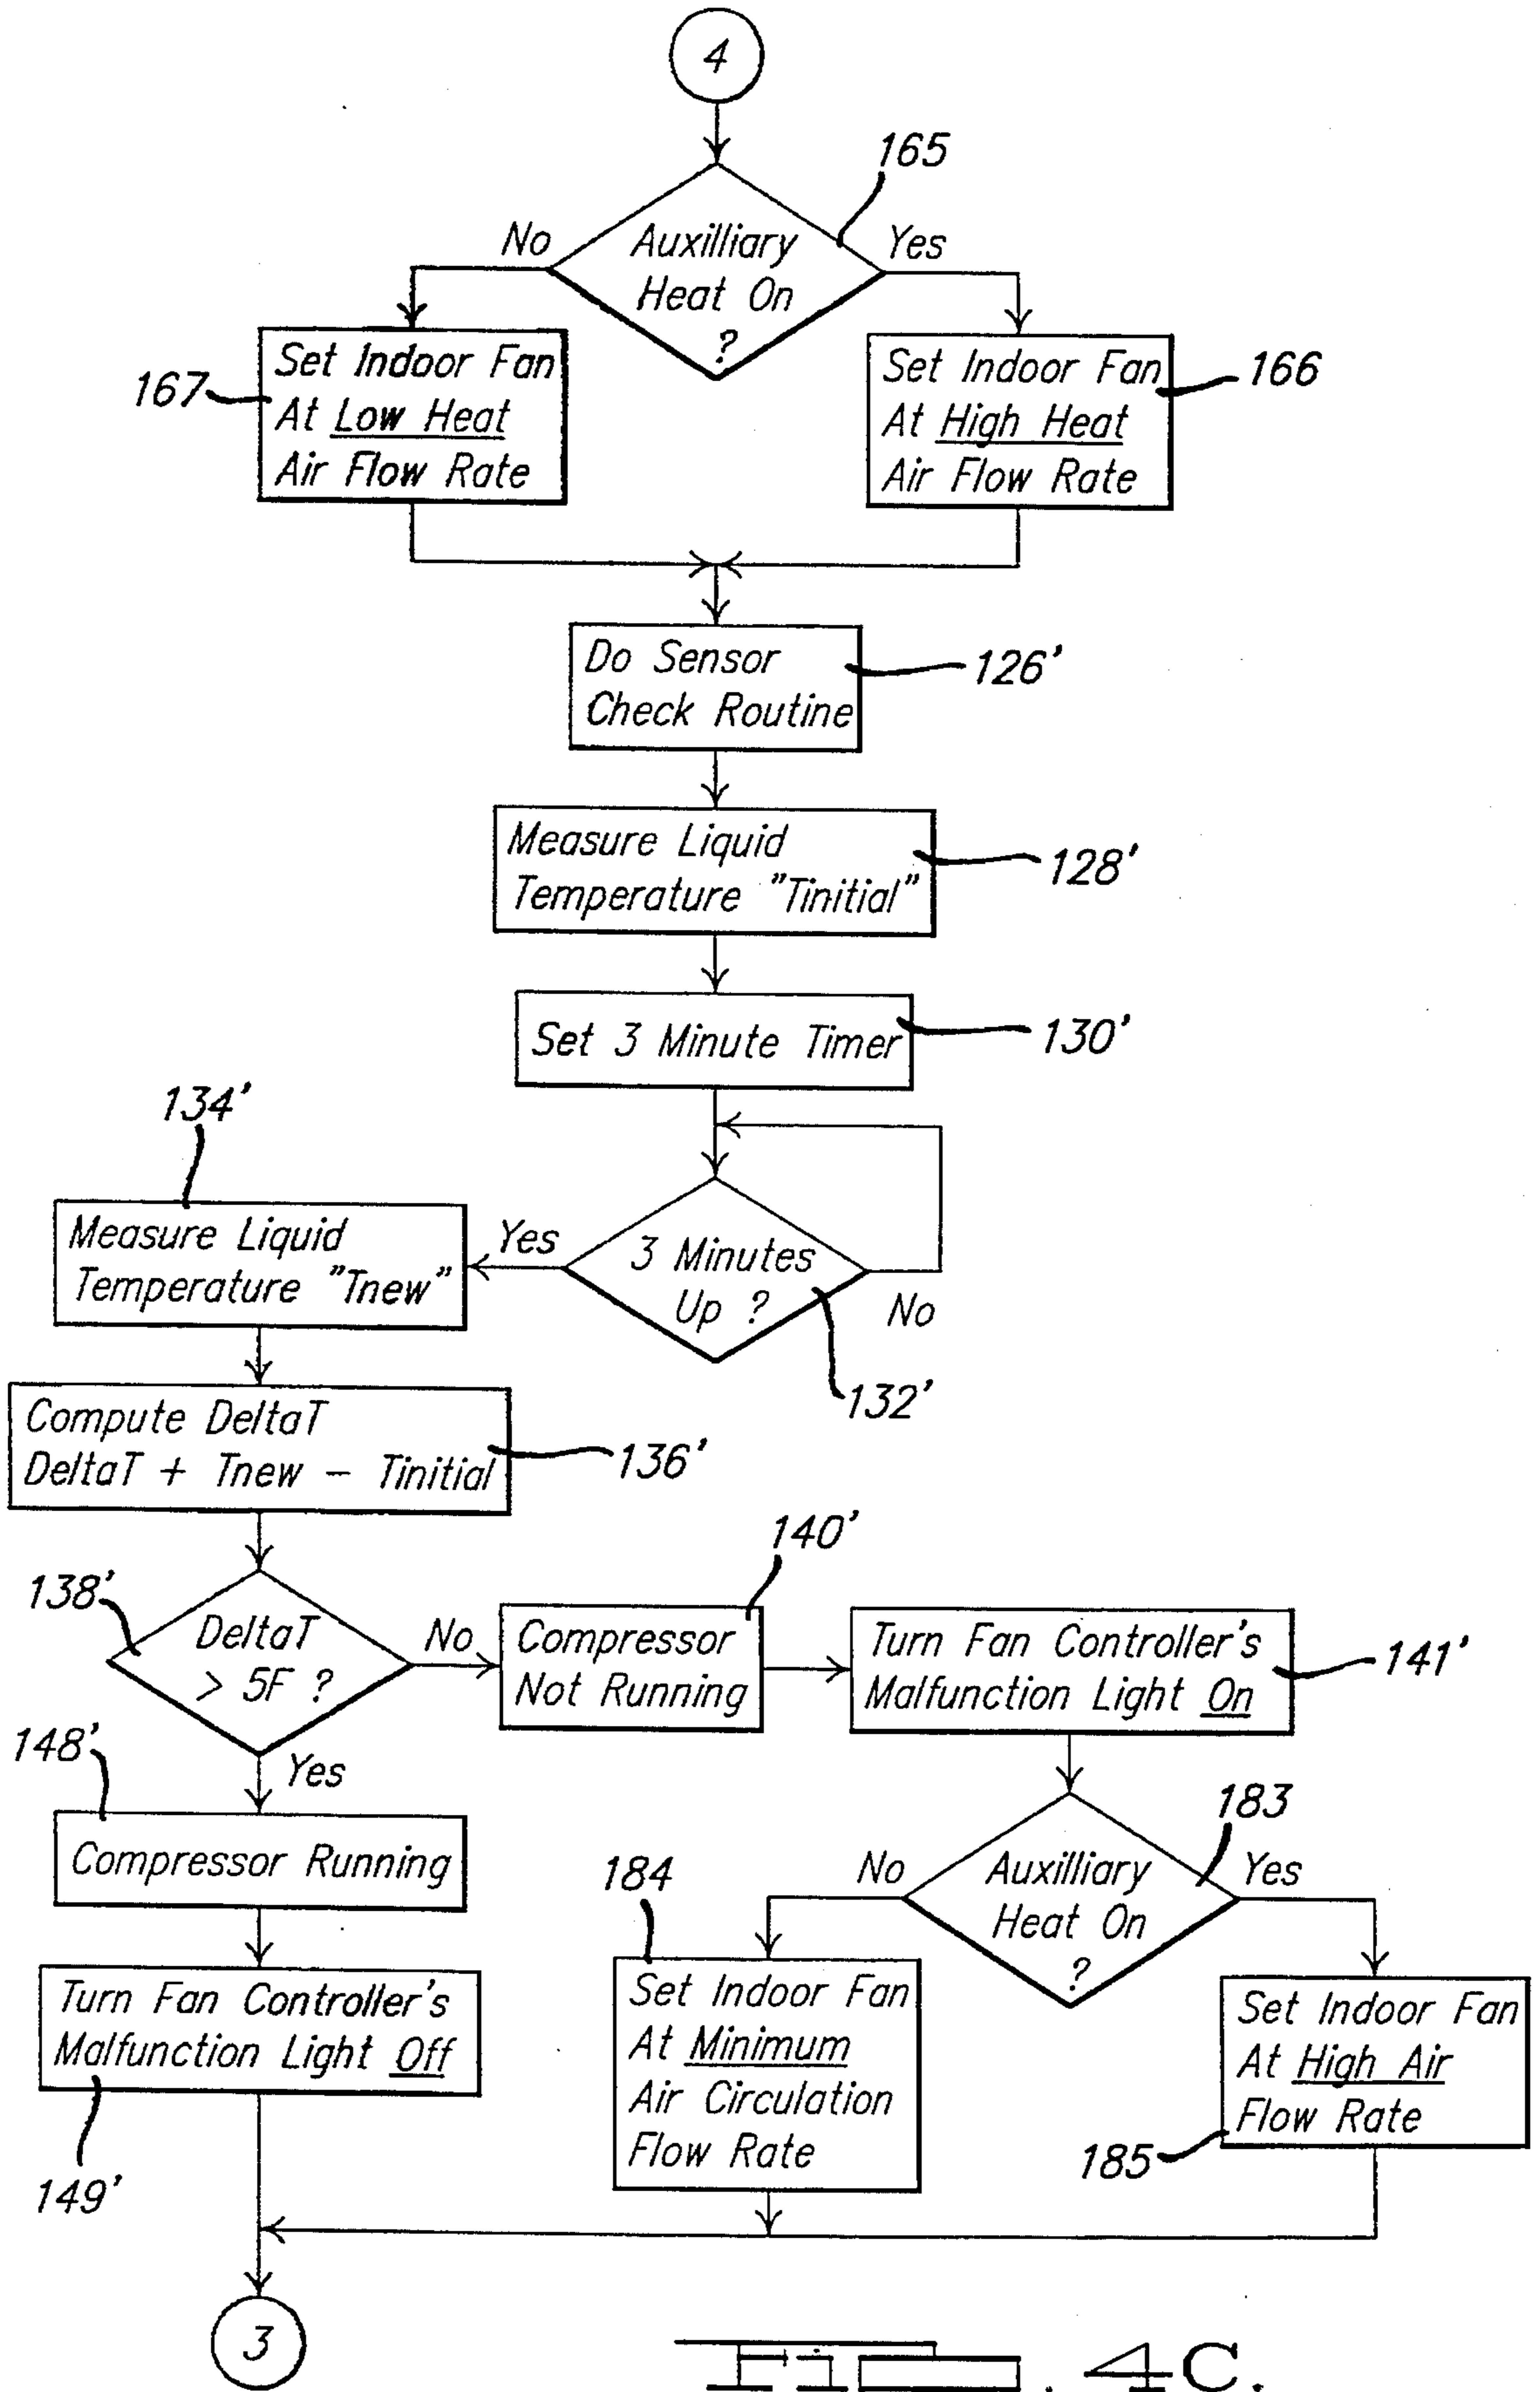 4
165
No
Auxilliary
Heat On
?
Yes
Set Indoor Fan
At Low Heat
Air Flow Rate
167
Set Indoor Fan
At High Heat
Air Flow Rate
166
Do Sensor
Check Routine
126'
Measure Liquid
Temperature "Tinitial"
128'
Set 3 Minute Timer
130'
134'
Measure Liquid
Temperature "Tnew"
Yes
3 Minutes
Up ?
No
132'
Compute DeltaT
DeltaT + Tnew - Tinitial
136'
138'
DeltaT
> 5F ?
No
140'
Compressor
Not Running
Turn Fan Controller's
Malfunction Light On
141'
148'
Yes
Compressor Running
183
184
No
Auxilliary
Heat On
?
Yes
Turn Fan Controller's
Malfunction Light Off
149'
Set Indoor Fan
At Minimum
Air Circulation
Flow Rate
Set Indoor Fan
At High Air
Flow Rate
185
3
4C.